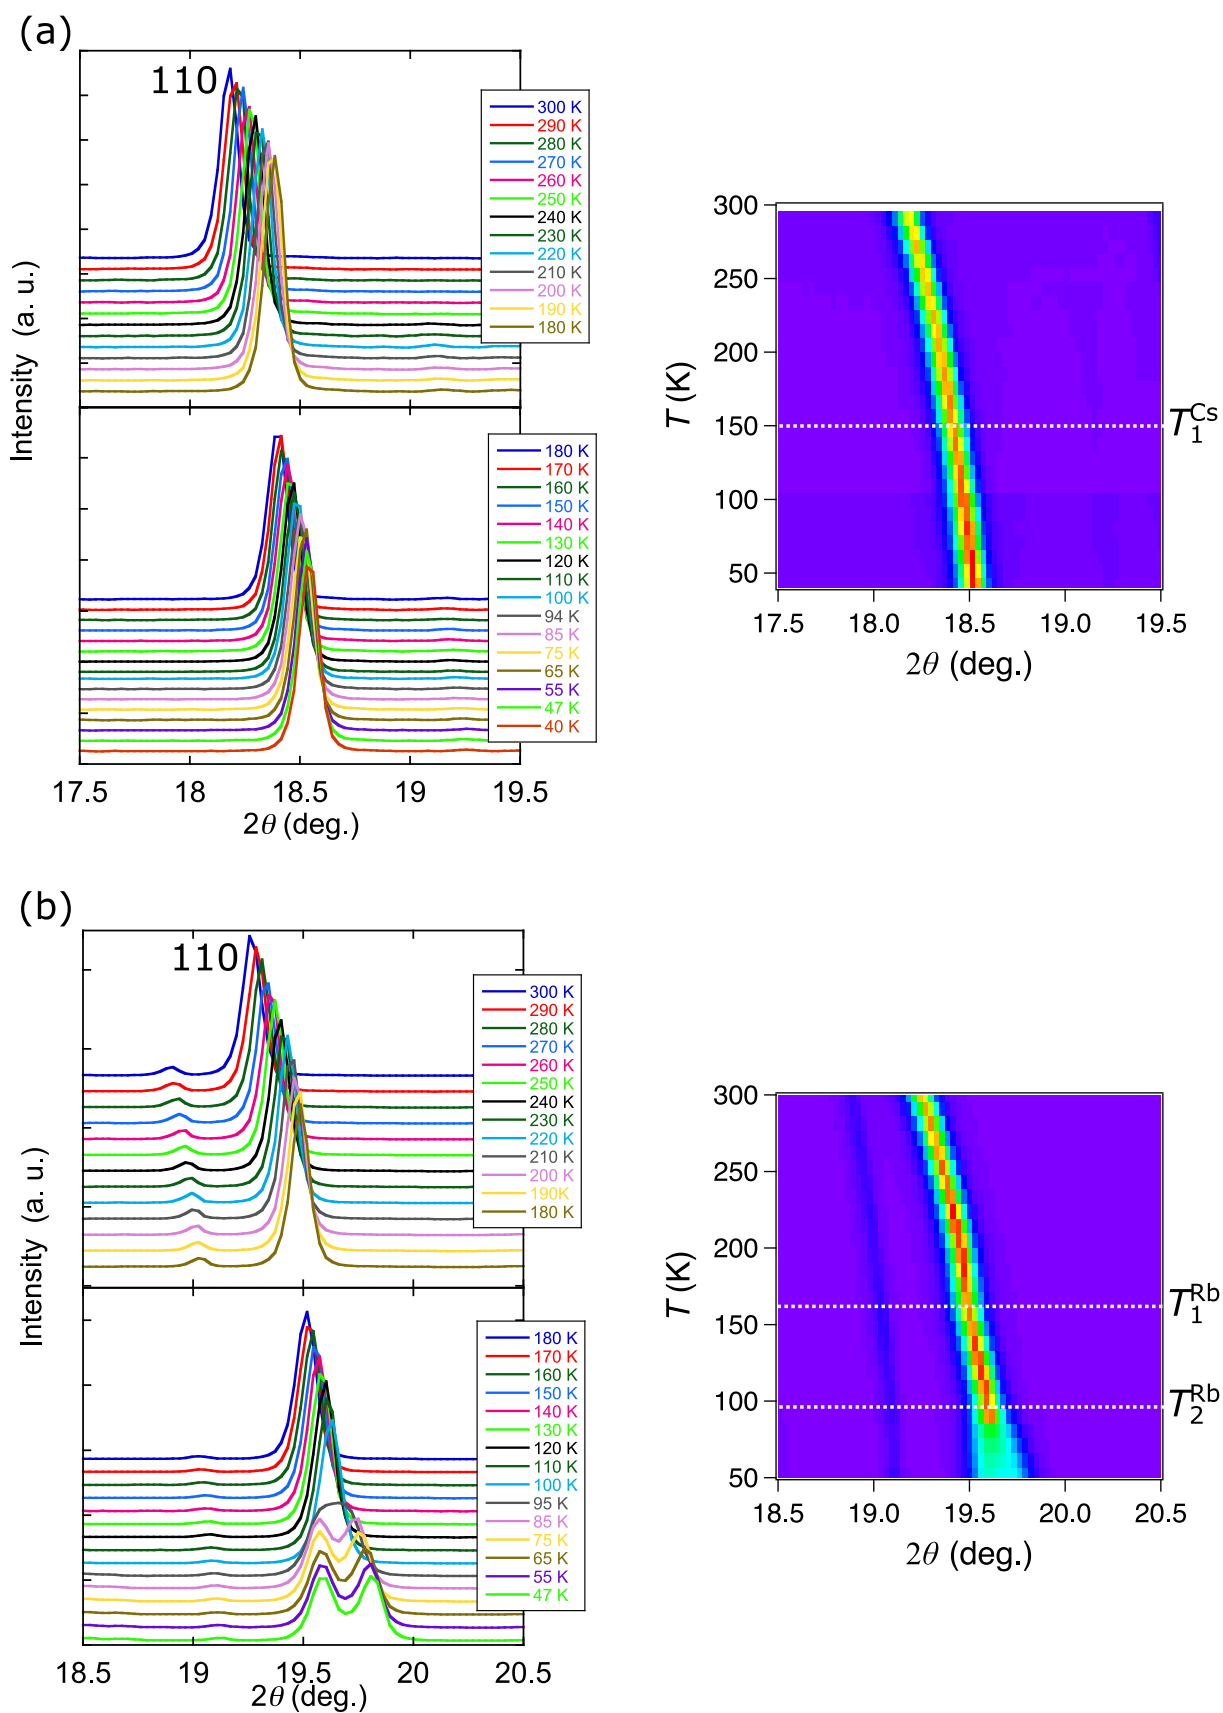 (a)
110
300 K
290 K
280 K
270 K
260 K
250 K
240 K
230 K
220 K
210 K
200 K
190 K
180 K
180 K
170 K
160 K
150 K
140 K
130 K
120 K
110 K
100 K
94 K
85 K
75 K
65 K
55 K
47 K
40 K
Intensity (a. u.)
17.5 18 18.5 19 19.5
2θ (deg.)
300
250
200
150
100
50
T (K)
T₁^Cs
17.5 18.0 18.5 19.0 19.5
2θ (deg.)
(b)
110
300 K
290 K
280 K
270 K
260 K
250 K
240 K
230 K
220 K
210 K
200 K
190K
180 K
180 K
170 K
160 K
150 K
140 K
130 K
120 K
110 K
100 K
95 K
85 K
75 K
65 K
55 K
47 K
Intensity (a. u.)
18.5 19 19.5 20 20.5
2θ (deg.)
300
250
200
150
100
50
T (K)
T₁^Rb
T₂^Rb
18.5 19.0 19.5 20.0 20.5
2θ (deg.)